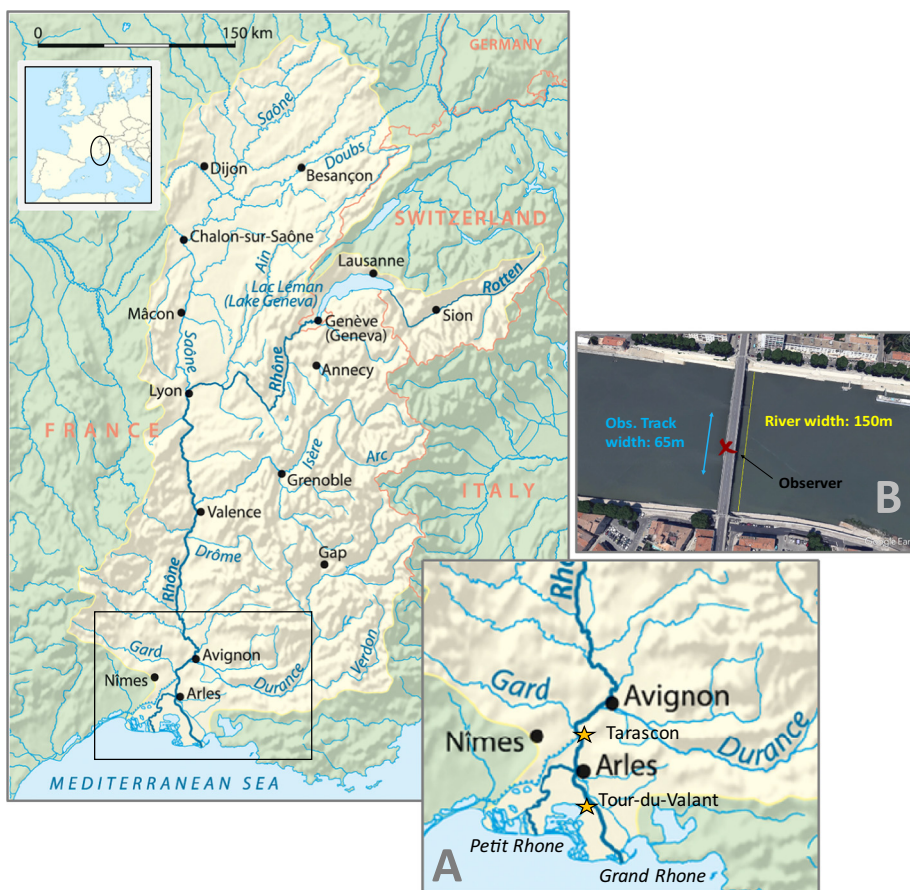 0
150 km
GERMANY
Saône
Doubs
Dijon
Besançon
SWITZERLAND
Chalon-sur-Saône
Ain
Lausanne
Lac Léman
(Lake Geneva)
Rotten
Mâcon
Genève
(Geneva)
Sion
Saône
Rhône
Annecy
Lyon
FRANCE
Isère
Arc
Grenoble
ITALY
Valence
Drôme
Gap
Rhône
Gard
Avignon
Verdon
Nîmes
Durance
Arles
MEDITERRANEAN SEA
Obs. Track
width: 65m
River width: 150m
Observer
B
Google Ear
Rh
Gard
Avignon
Tarascon
Nîmes
Durance
Arles
Tour-du-Valant
Petit Rhone
A
Grand Rhone